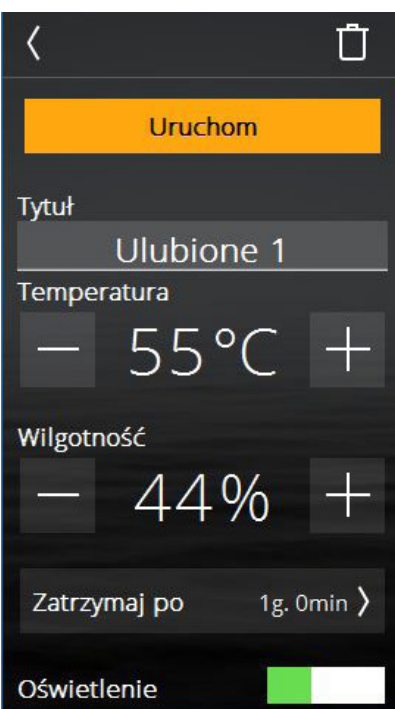 Uruchom
Tytuł
Ulubione 1
Temperatura
— 55°C +
Wilgotność
— 44% +
Zatrzymaj po 1g. 0min
Oświetlenie